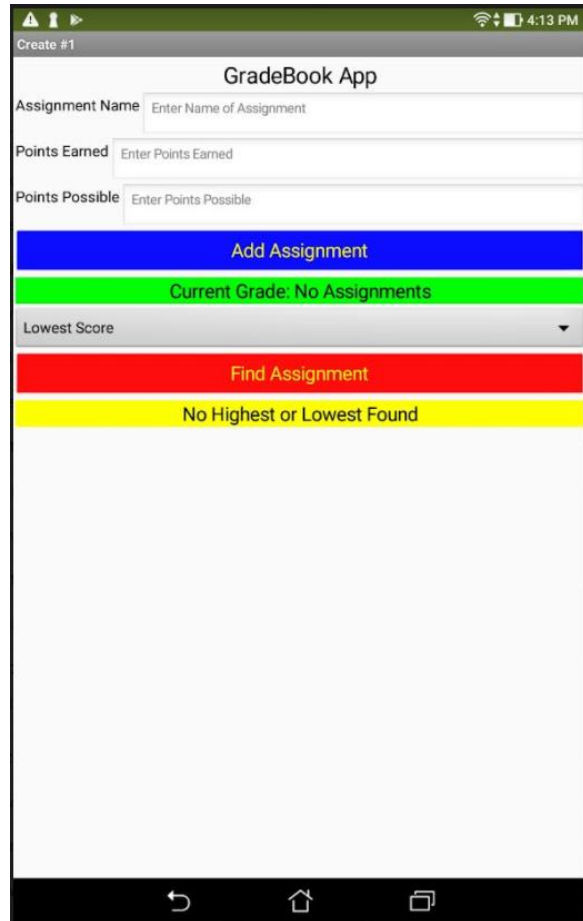 4:13 PM
Create #1
GradeBook App
Assignment Name Enter Name of Assignment
Points Earned Enter Points Earned
Points Possible Enter Points Possible
Add Assignment
Current Grade: No Assignments
Lowest Score
Find Assignment
No Highest or Lowest Found